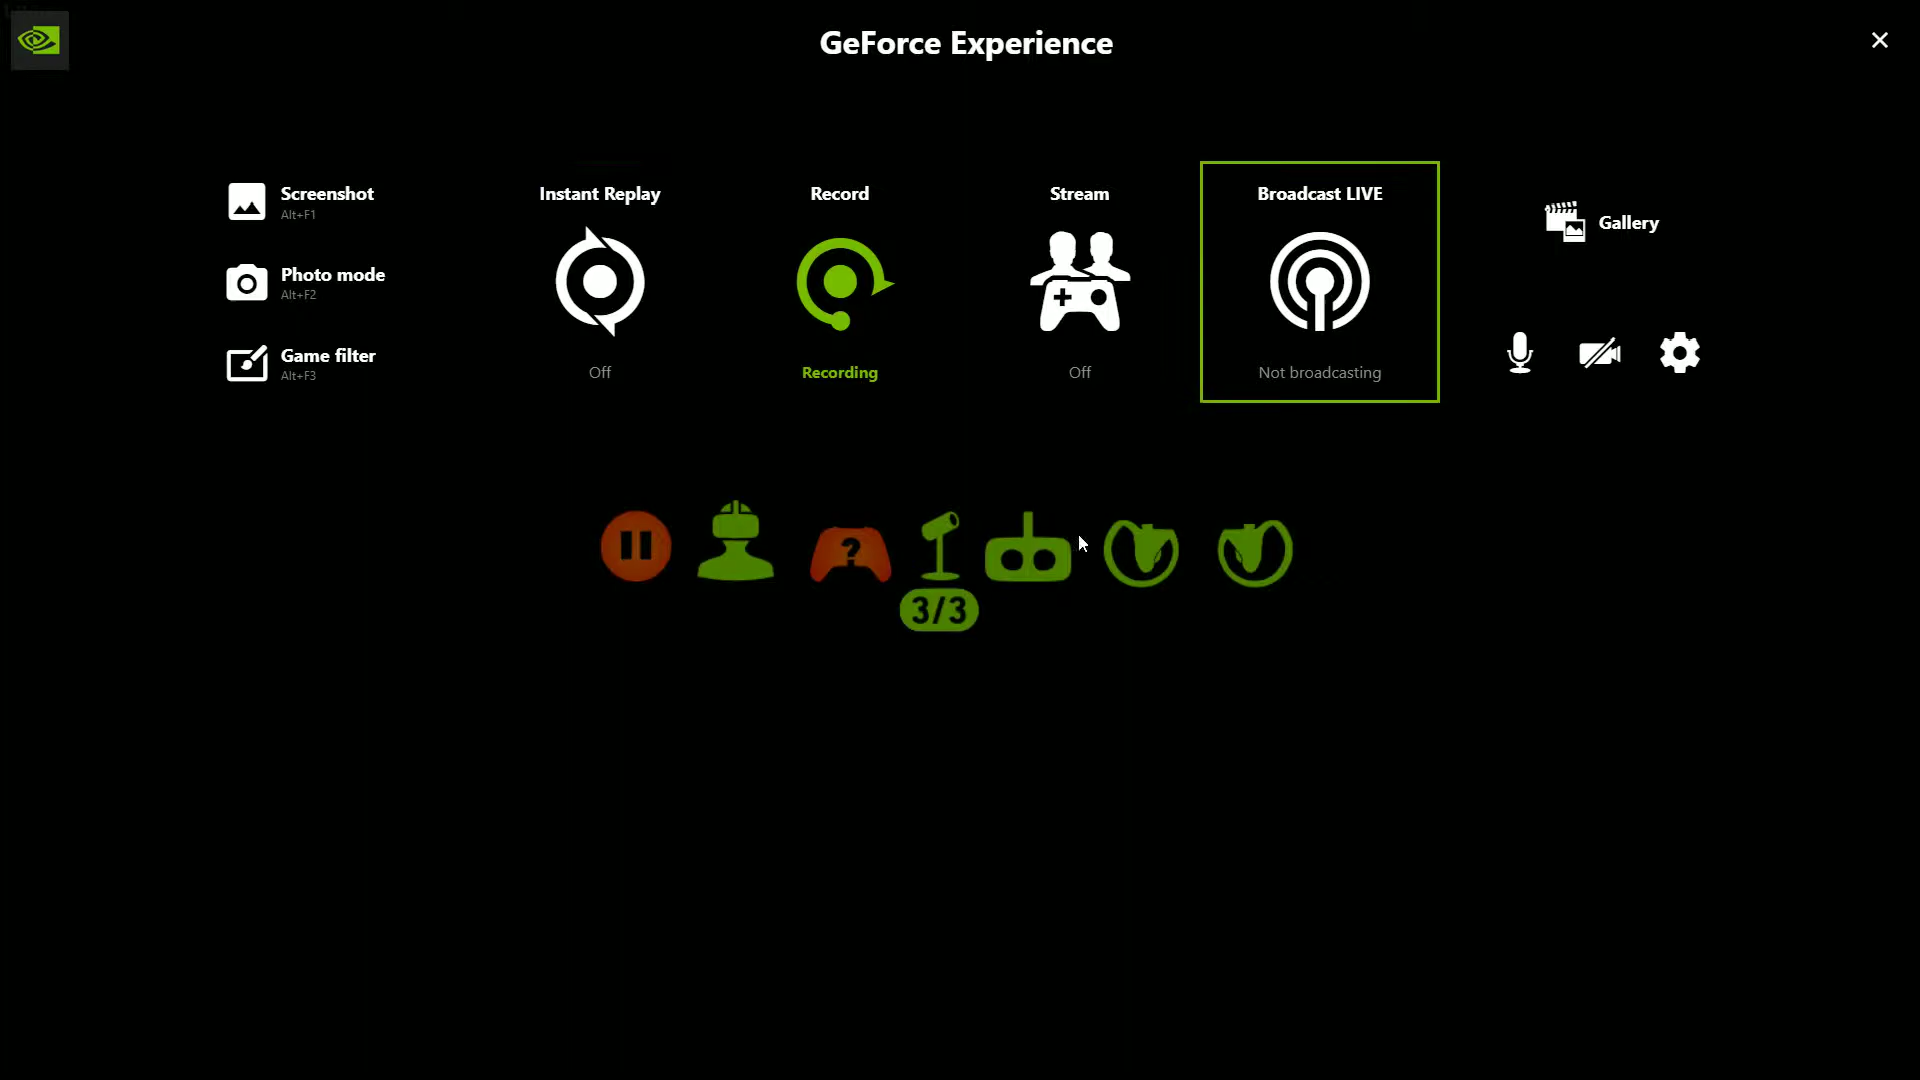 GeForce Experience
Screenshot
Alt+F1
Photo mode
Alt+F2
Game filter
Alt+F3
Instant Replay
Off
Record
Recording
Stream
Off
Broadcast LIVE
Not broadcasting
Gallery
?
3/3